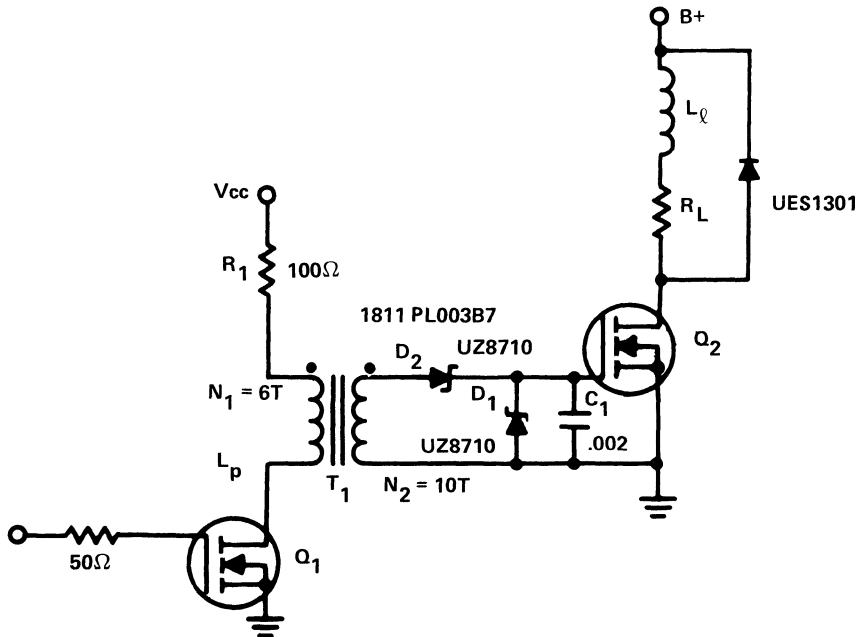 B+
Lℓ
Vcc
RL
UES1301
R1
100Ω
1811 PL003B7
D2
UZ8710
Q2
N1 = 6T
D1
C1
.002
UZ8710
Lp
T1
N2 = 10T
50Ω
Q1